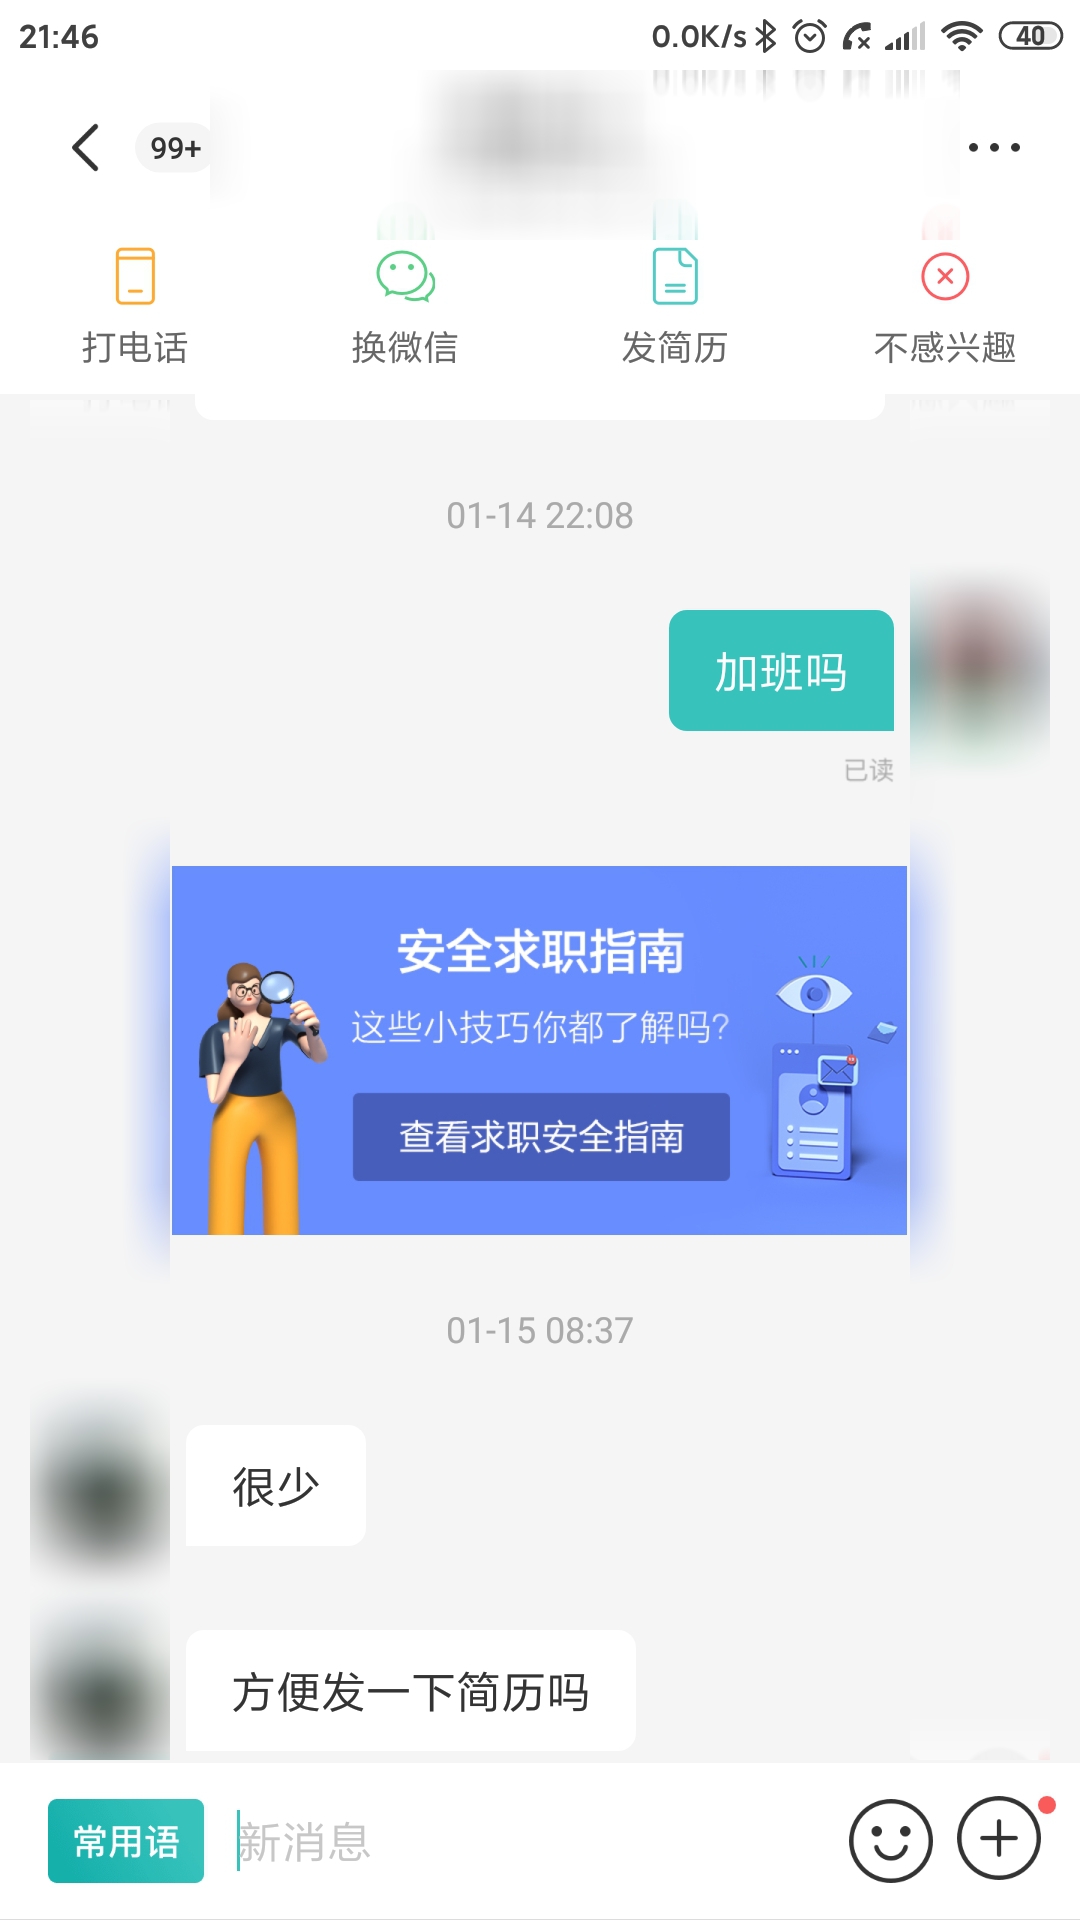 21:46
0.0K/s
40
99+
打电话
换微信
发简历
不感兴趣
01-14 22:08
加班吗
已读
安全求职指南
这些小技巧你都了解吗?
查看求职安全指南
01-15 08:37
很少
方便发一下简历吗
常用语
新消息